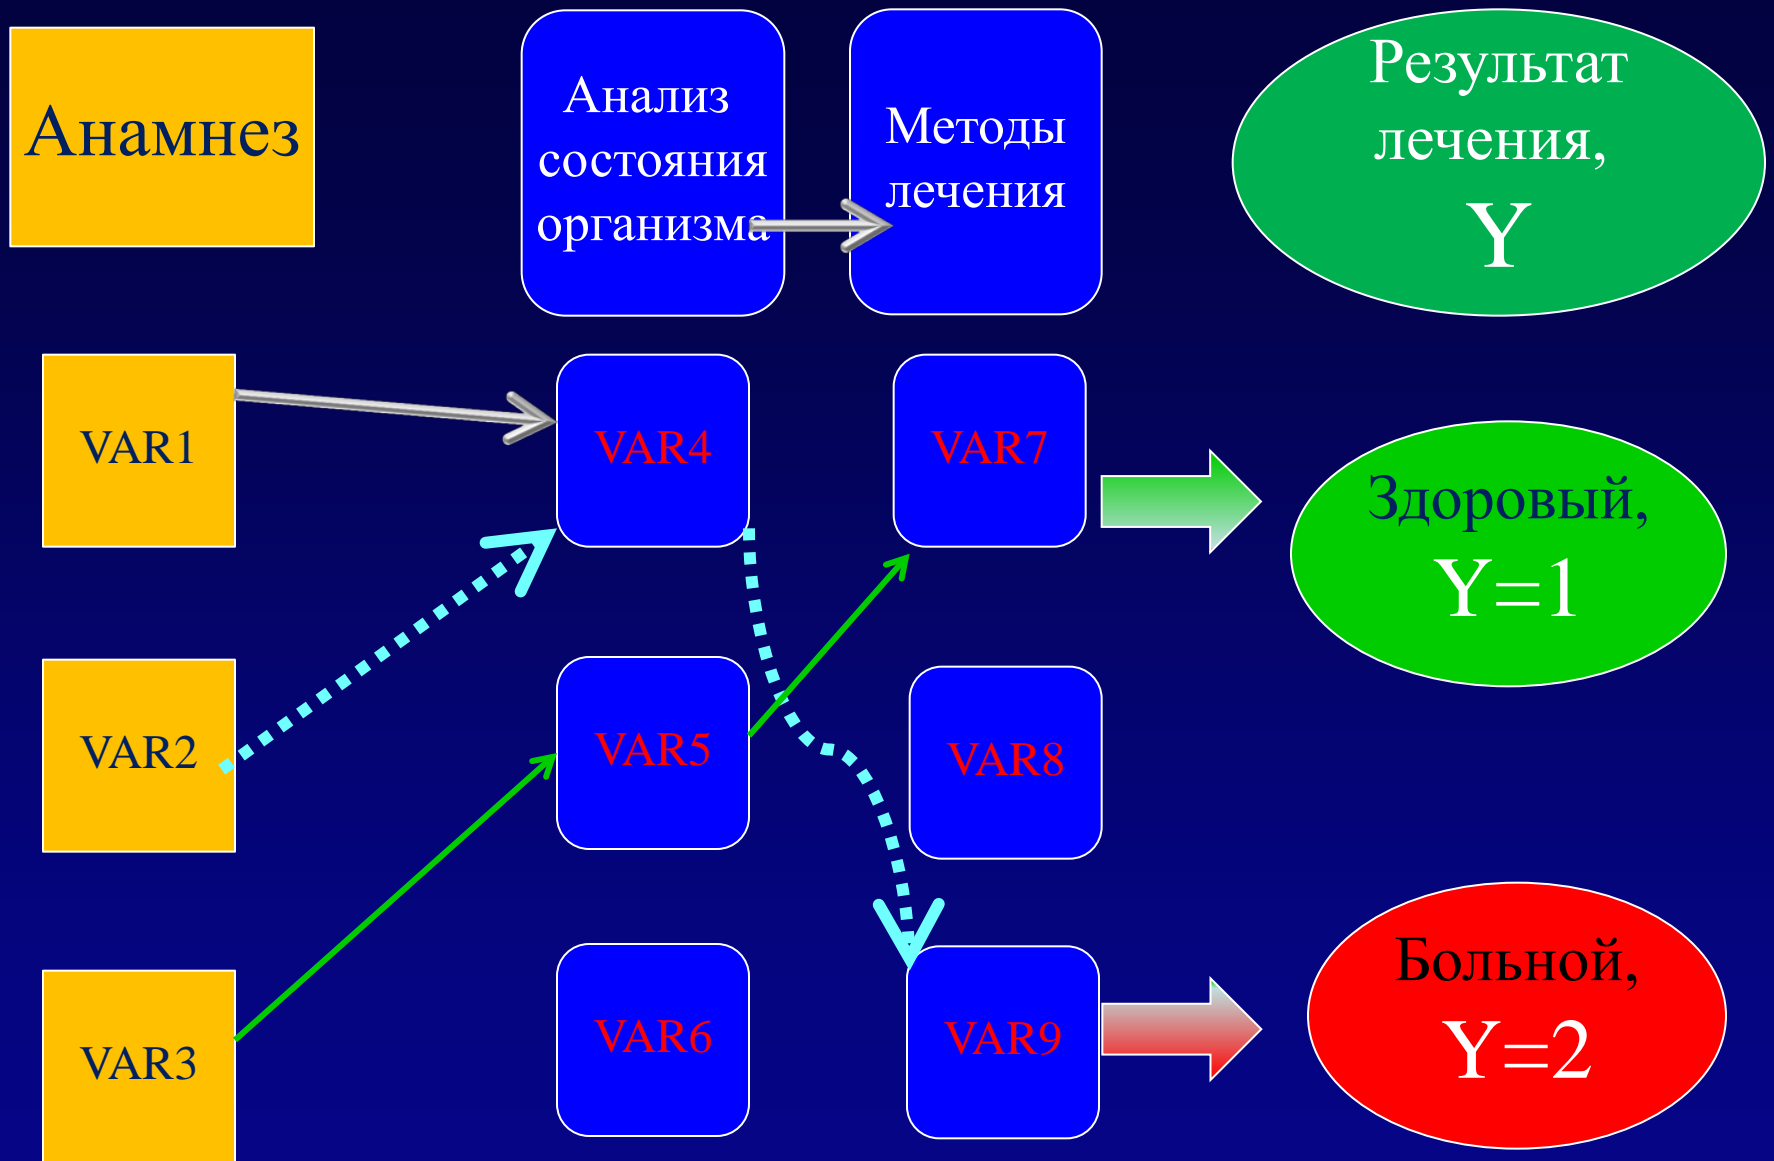 Анамнез
Анализ
состояния
организма
Методы
лечения
Результат
лечения,
Y
VAR1
VAR4
VAR7
Здоровый,
Y=1
VAR2
VAR5
VAR8
VAR3
VAR6
VAR9
Больной,
Y=2